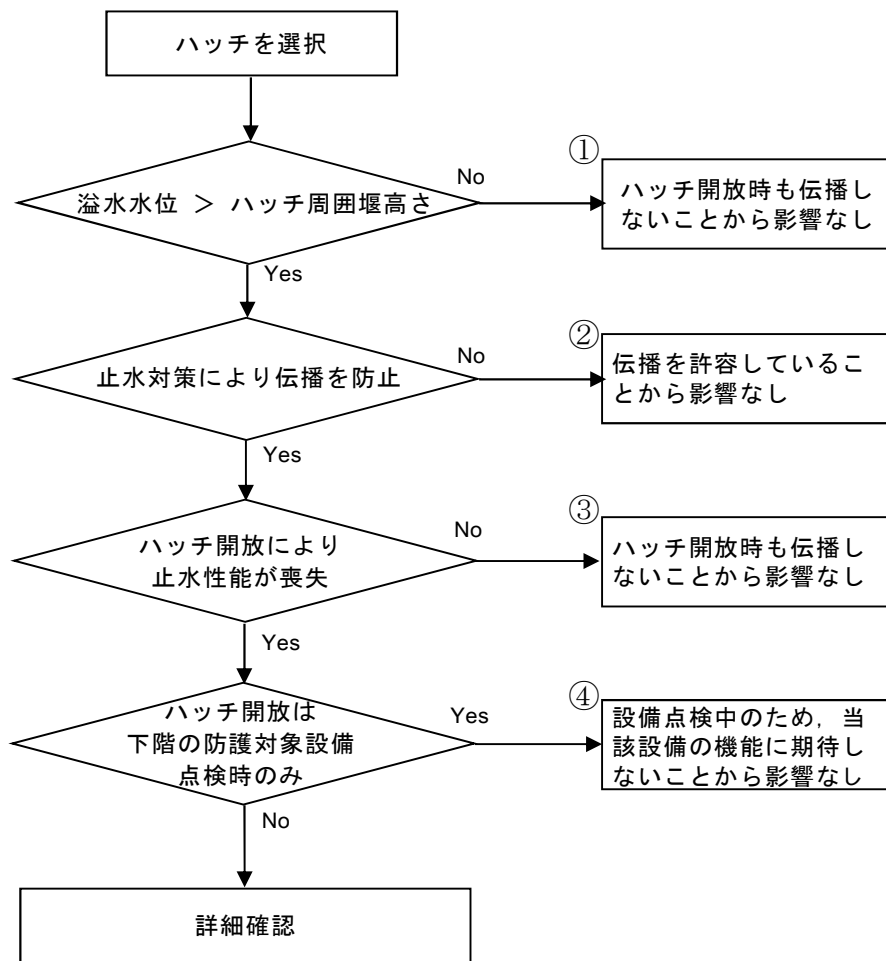 ハッチを選択
溢水水位 ＞ ハッチ周囲堰高さ
No
①
ハッチ開放時も伝播し
ないことから影響なし
Yes
止水対策により伝播を防止
No
②
伝播を許容しているこ
とから影響なし
Yes
ハッチ開放により
止水性能が喪失
No
③
ハッチ開放時も伝播し
ないことから影響なし
Yes
ハッチ開放は
下階の防護対象設備
点検時のみ
Yes
④
設備点検中のため，当
該設備の機能に期待し
ないことから影響なし
No
詳細確認